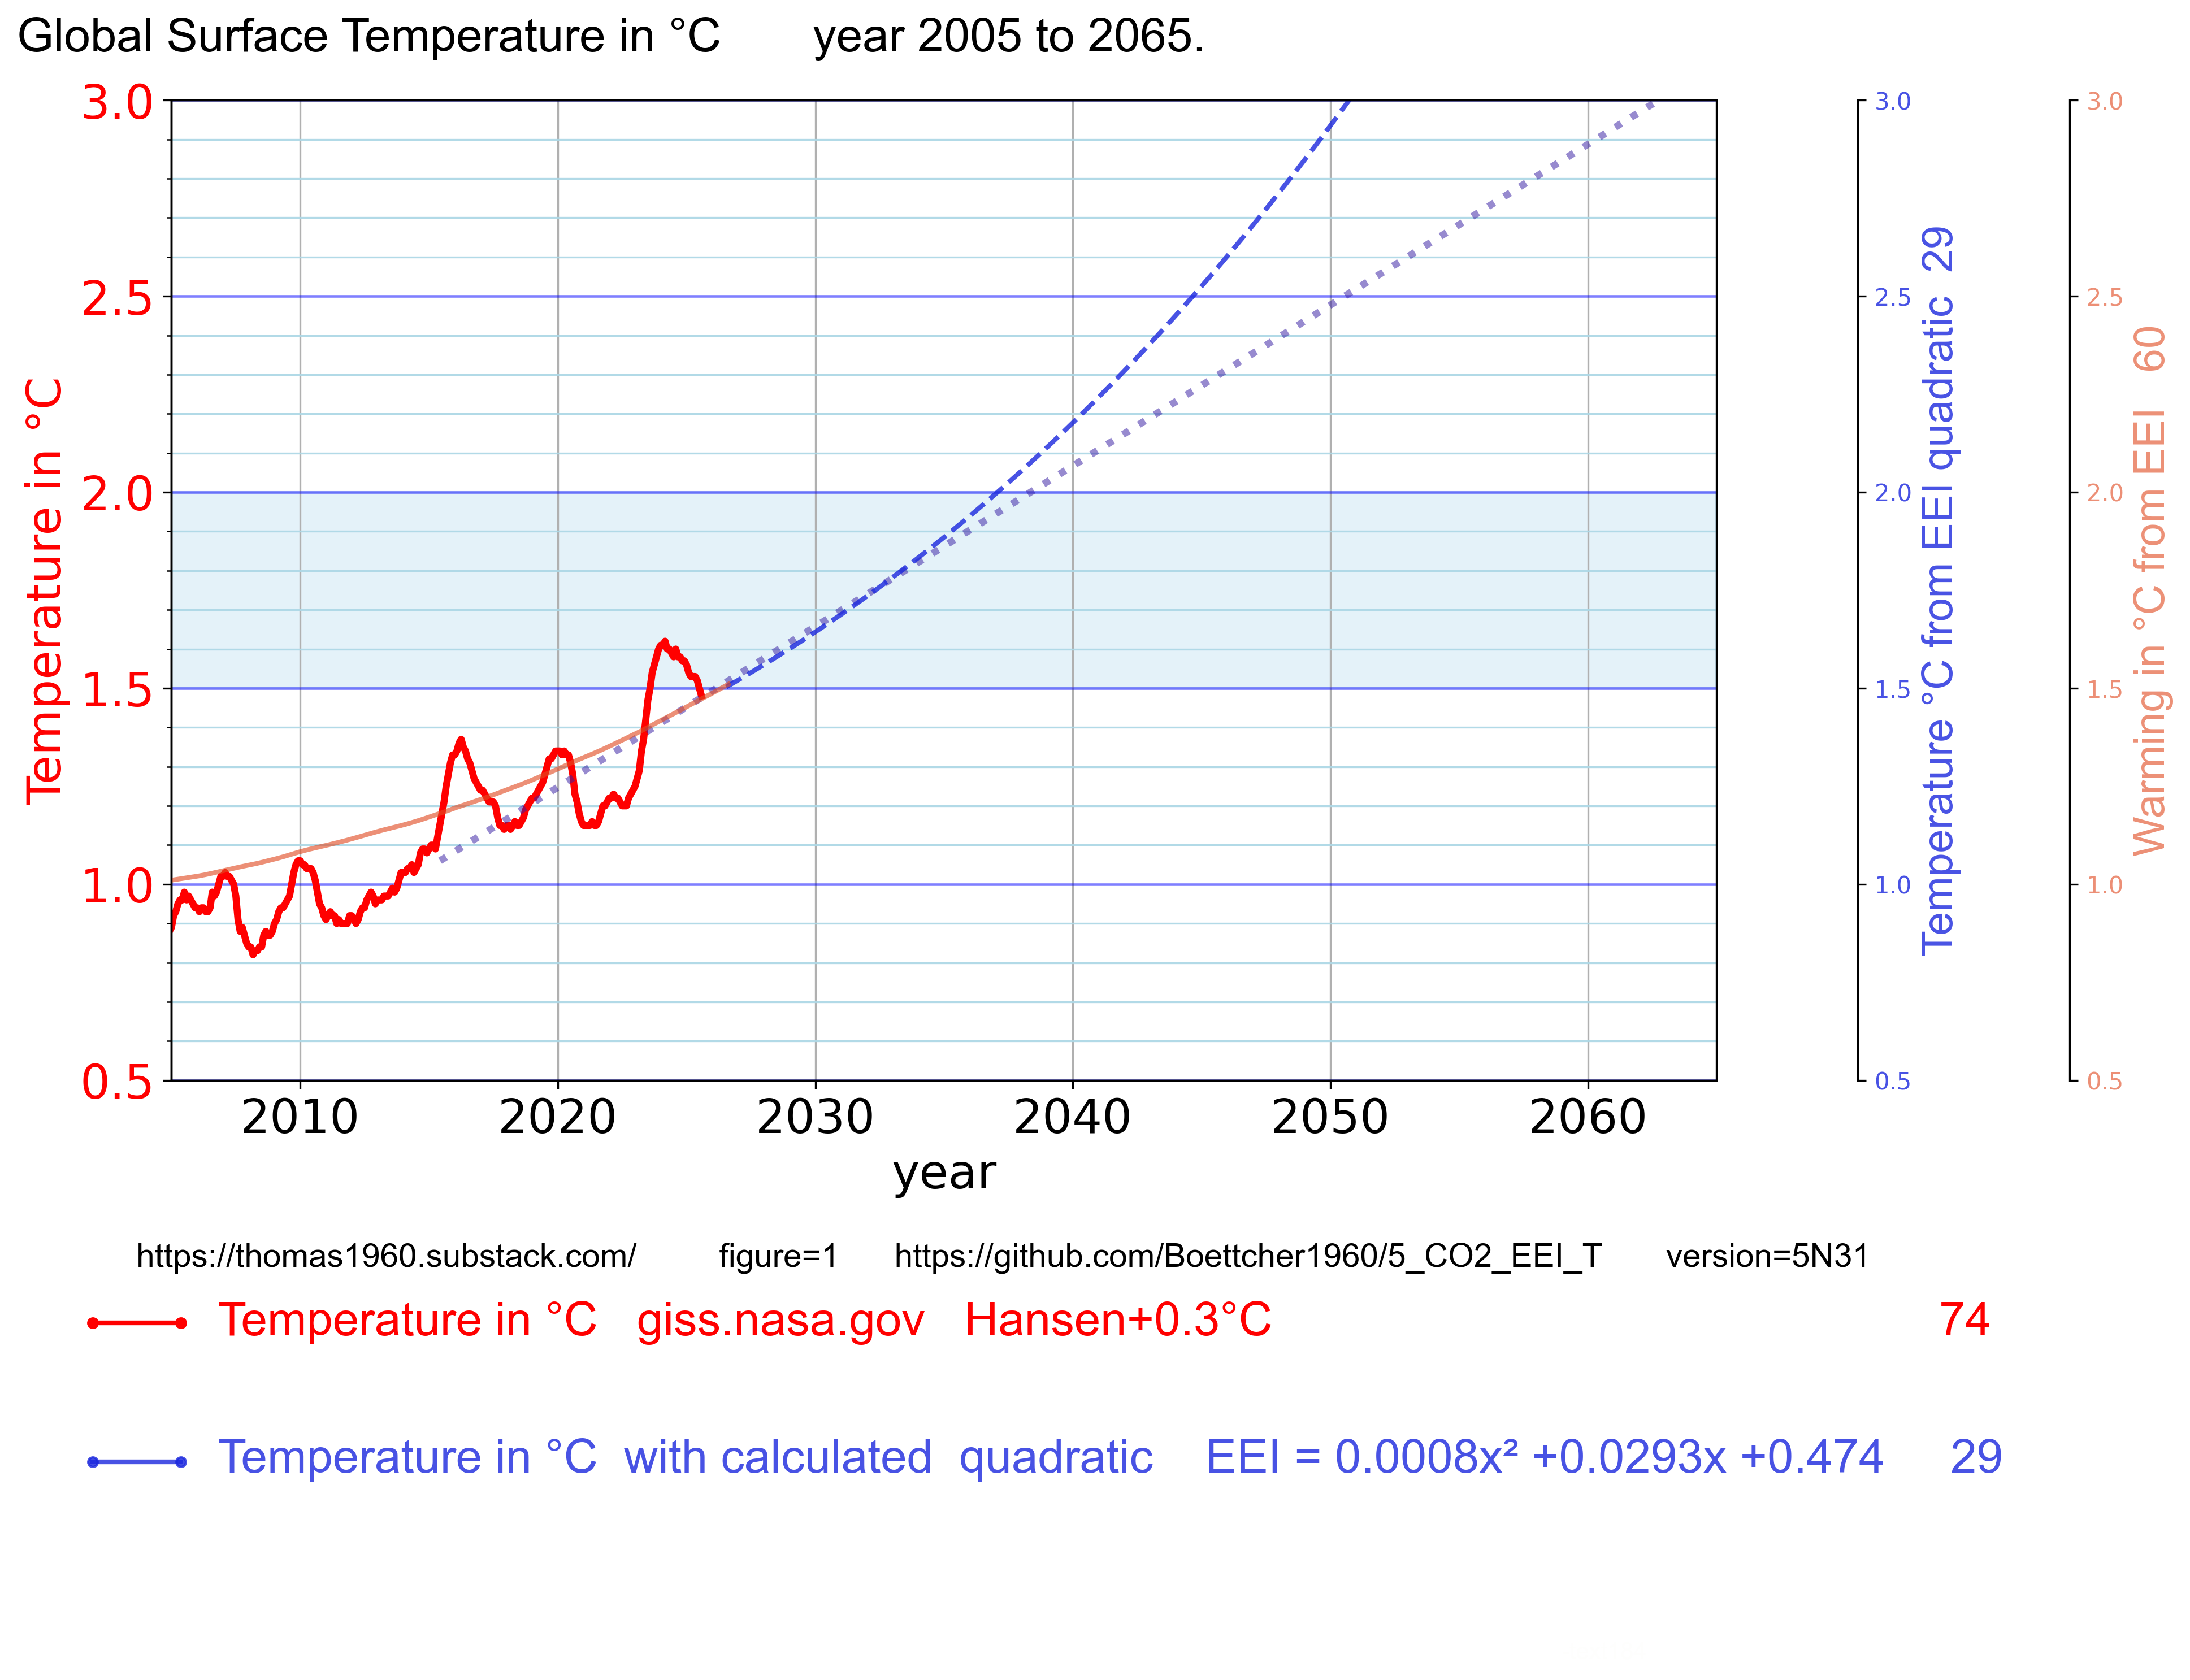 Global Surface Temperature in °C year 2005 to 2065.
Temperature in °C
3.0
2.5
2.0
1.5
1.0
0.5
2010 2020 2030 2040 2050 2060
year
3.0
2.5
2.0
1.5
1.0
0.5
Temperature °C from EEI quadratic 29
3.0
2.5
2.0
1.5
1.0
0.5
Warming in °C from EEI 60
https://thomas1960.substack.com/ figure=1 https://github.com/Boettcher1960/5_CO2_EEI_T version=5N31
Temperature in °C giss.nasa.gov Hansen+0.3°C 74
Temperature in °C with calculated quadratic EEI = 0.0008x² +0.0293x +0.474 29